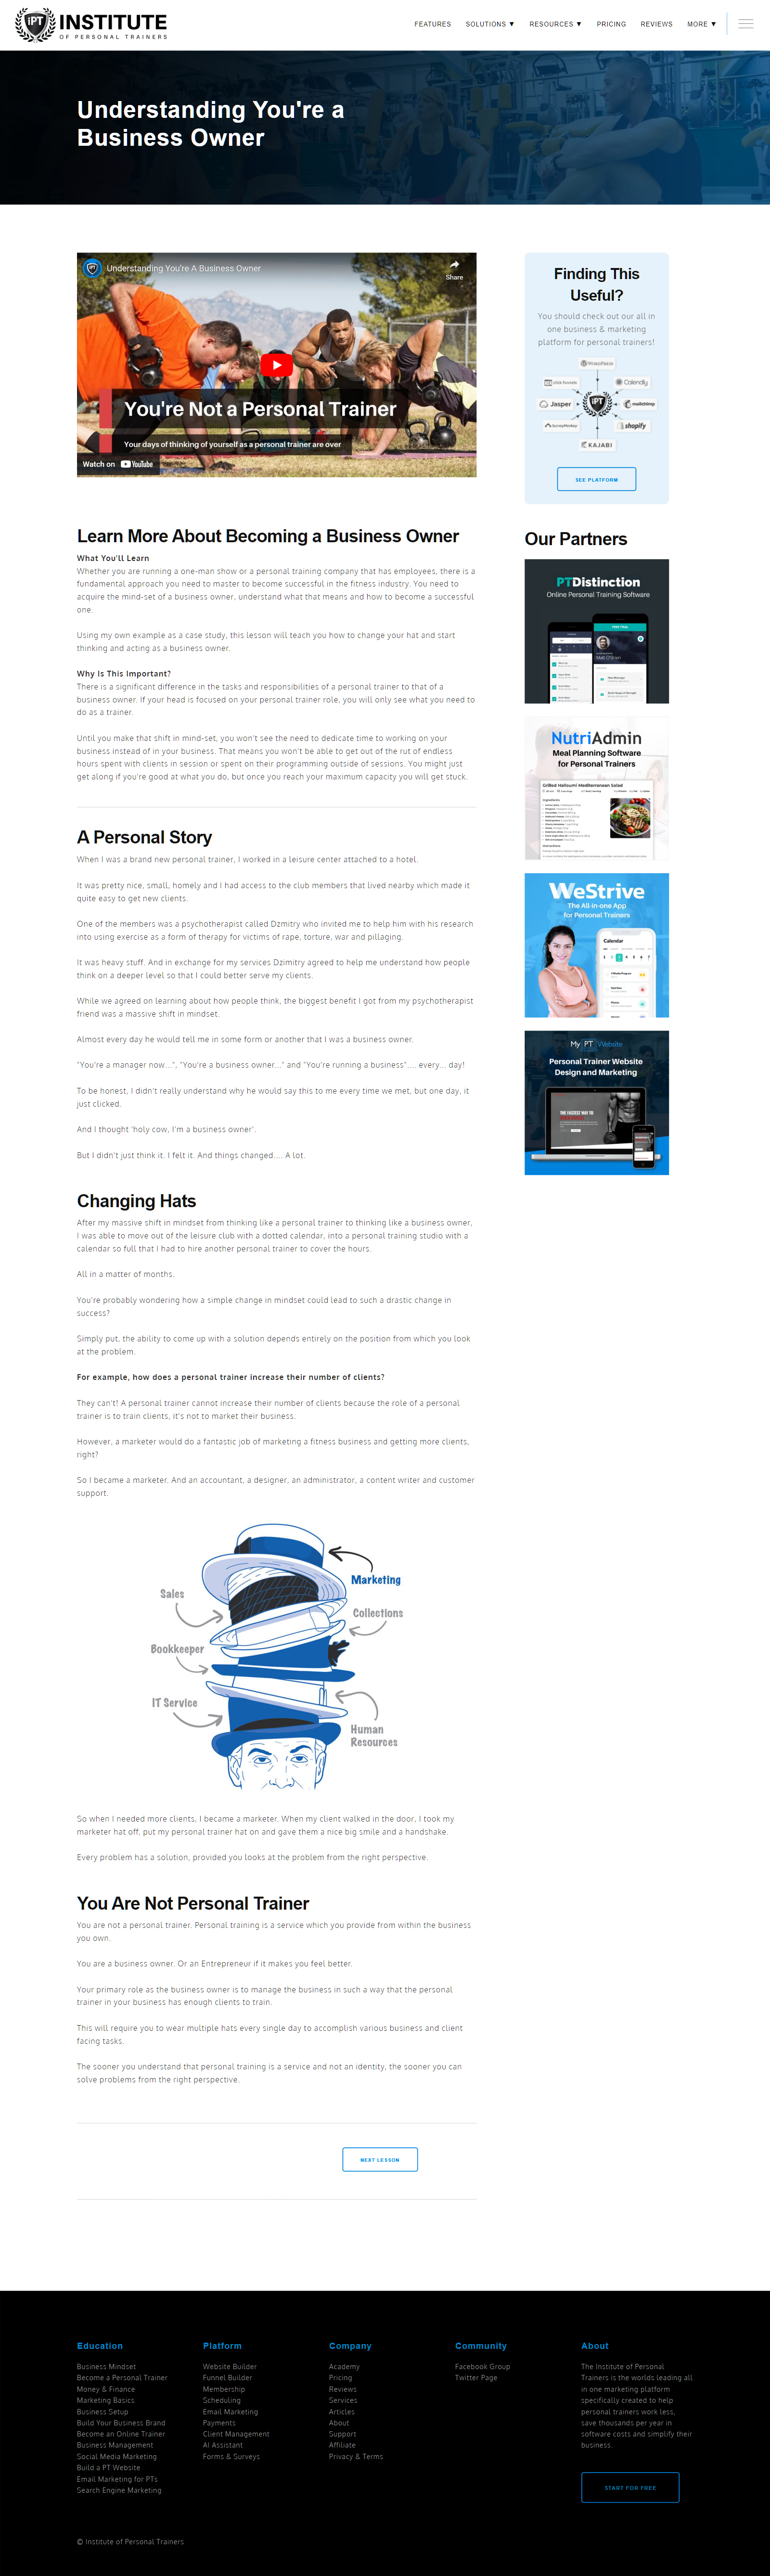 iPT INSTITUTE
OF PERSONAL TRAINERS
FEATURES SOLUTIONS ▼ RESOURCES ▼ PRICING REVIEWS MORE ▼
Understanding You're a
Business Owner
Understanding You're A Business Owner
Share
You're Not a Personal Trainer
Your days of thinking of yourself as a personal trainer are over
Watch on YouTube
Learn More About Becoming a Business Owner
What You'll Learn
Whether you are running a one-man show or a personal training company that has employees, there is a
fundamental approach you need to master to become successful in the fitness industry. You need to
acquire the mind-set of a business owner, understand what that means and how to become a successful
one.
Using my own example as a case study, this lesson will teach you how to change your hat and start
thinking and acting as a business owner.
Why Is This Important?
There is a significant difference in the tasks and responsibilities of a personal trainer to that of a
business owner. If your head is focused on your personal trainer role, you will only see what you need to
do as a trainer.
Until you make that shift in mind-set, you won't see the need to dedicate time to working on your
business instead of in your business. That means you won't be able to get out of the rut of endless
hours spent with clients in session or spent on their programming outside of sessions. You might just
get along if you're good at what you do, but once you reach your maximum capacity you will get stuck.
A Personal Story
When I was a brand new personal trainer, I worked in a leisure center attached to a hotel.
It was pretty nice, small, homely and I had access to the club members that lived nearby which made it
quite easy to get new clients.
One of the members was a psychotherapist called Dzmitry who invited me to help him with his research
into using exercise as a form of therapy for victims of rape, torture, war and pillaging.
It was heavy stuff. And in exchange for my services Dzimitry agreed to help me understand how people
think on a deeper level so that I could better serve my clients.
While we agreed on learning about how people think, the biggest benefit I got from my psychotherapist
friend was a massive shift in mindset.
Almost every day he would tell me in some form or another that I was a business owner.
"You're a manager now...", "You're a business owner..." and "You're running a business".... every... day!
To be honest, I didn't really understand why he would say this to me every time we met, but one day, it
just clicked.
And I thought 'holy cow, I'm a business owner'.
But I didn't just think it. I felt it. And things changed.... A lot.
Changing Hats
After my massive shift in mindset from thinking like a personal trainer to thinking like a business owner,
I was able to move out of the leisure club with a dotted calendar, into a personal training studio with a
calendar so full that I had to hire another personal trainer to cover the hours.
All in a matter of months.
You're probably wondering how a simple change in mindset could lead to such a drastic change in
success?
Simply put, the ability to come up with a solution depends entirely on the position from which you look
at the problem.
For example, how does a personal trainer increase their number of clients?
They can't! A personal trainer cannot increase their number of clients because the role of a personal
trainer is to train clients, it's not to market their business.
However, a marketer would do a fantastic job of marketing a fitness business and getting more clients,
right?
So I became a marketer. And an accountant, a designer, an administrator, a content writer and customer
support.
Marketing
Sales
Collections
Bookkeeper
IT Service
Human
Resources
So when I needed more clients, I became a marketer. When my client walked in the door, I took my
marketer hat off, put my personal trainer hat on and gave them a nice big smile and a handshake.
Every problem has a solution, provided you looks at the problem from the right perspective.
You Are Not Personal Trainer
You are not a personal trainer. Personal training is a service which you provide from within the business
you own.
You are a business owner. Or an Entrepreneur if it makes you feel better.
Your primary role as the business owner is to manage the business in such a way that the personal
trainer in your business has enough clients to train.
This will require you to wear multiple hats every single day to accomplish various business and client
facing tasks.
The sooner you understand that personal training is a service and not an identity, the sooner you can
solve problems from the right perspective.
NEXT LESSON
Finding This
Useful?
You should check out our all in
one business & marketing
platform for personal trainers!
WORDPRESS
click funnels
Calendly
Jasper
iPT
mailchimp
SurveyMonkey
shopify
KAJABI
SEE PLATFORM
Our Partners
PTDistinction
Online Personal Training Software
NutriAdmin
Meal Planning Software
for Personal Trainers
Grilled Halloumi Mediterranean Salad
WeStrive
The All-in-one App
for Personal Trainers
Calendar
My PT Website
Personal Trainer Website
Design and Marketing
Education
Business Mindset
Become a Personal Trainer
Money & Finance
Marketing Basics
Business Setup
Build Your Business Brand
Become an Online Trainer
Business Management
Social Media Marketing
Build a PT Website
Email Marketing for PTs
Search Engine Marketing
Platform
Website Builder
Funnel Builder
Membership
Scheduling
Email Marketing
Payments
Client Management
AI Assistant
Forms & Surveys
Company
Academy
Pricing
Reviews
Services
Articles
About
Support
Affiliate
Privacy & Terms
Community
Facebook Group
Twitter Page
About
The Institute of Personal
Trainers is the worlds leading all
in one marketing platform
specifically created to help
personal trainers work less,
save thousands per year in
software costs and simplify their
business.
START FOR FREE
© Institute of Personal Trainers